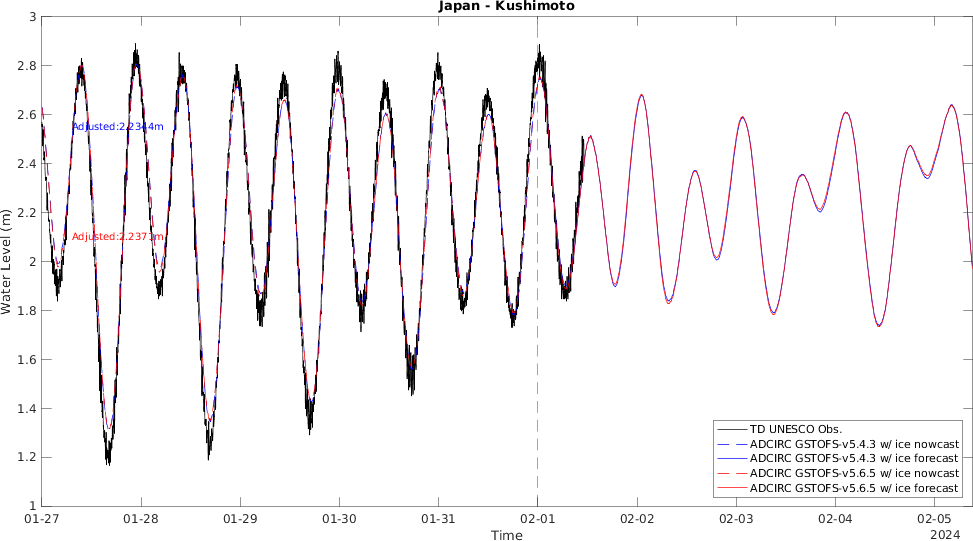 Japan - Kushimoto
3
2.8
2.6
2.4
2.2
2
1.8
1.6
1.4
1.2
1
Water Level (m)
Adjusted:2.2344m
Adjusted:2.2371m
TD UNESCO Obs.
ADCIRC GSTOFS-v5.4.3 w/ ice nowcast
ADCIRC GSTOFS-v5.4.3 w/ ice forecast
ADCIRC GSTOFS-v5.6.5 w/ ice nowcast
ADCIRC GSTOFS-v5.6.5 w/ ice forecast
01-27 01-28 01-29 01-30 01-31 02-01 02-02 02-03 02-04 02-05
Time
2024